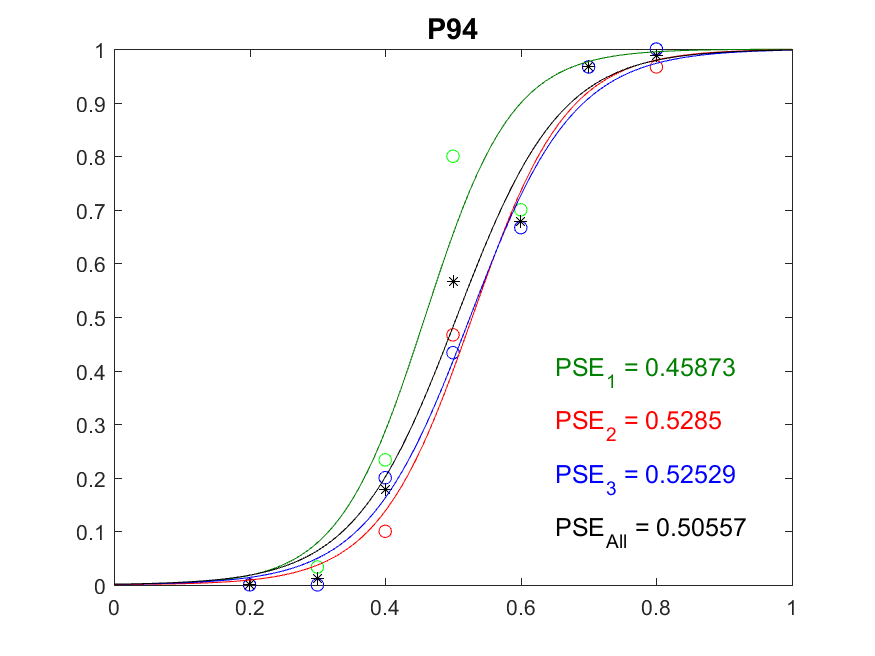 P94
1
0.9
0.8
0.7
0.6
0.5
0.4
0.3
0.2
0.1
0
PSE1 = 0.45873
PSE2 = 0.5285
PSE3 = 0.52529
PSEAll = 0.50557
0 0.2 0.4 0.6 0.8 1